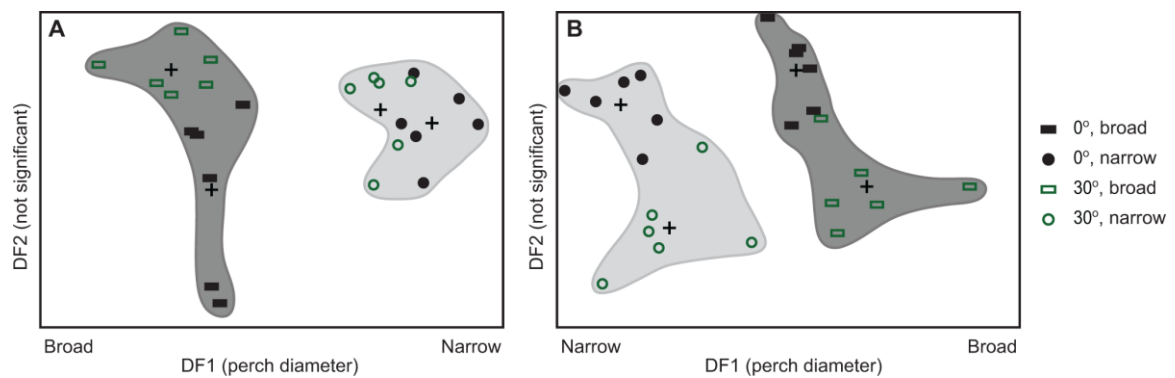 A
DF2 (not significant)
Broad
Narrow
DF1 (perch diameter)
B
DF2 (not significant)
Narrow
Broad
DF1 (perch diameter)
0°, broad
0°, narrow
30°, broad
30°, narrow